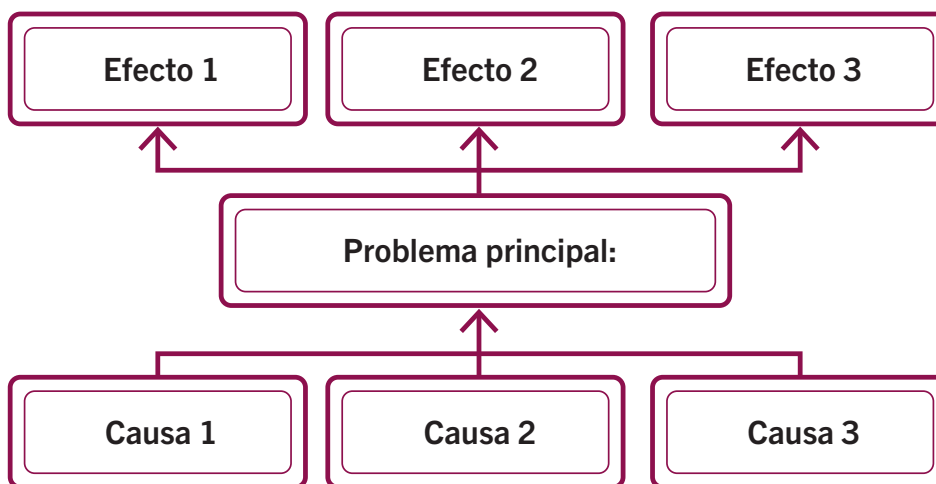 Efecto 1
Efecto 2
Efecto 3
Problema principal:
Causa 1
Causa 2
Causa 3